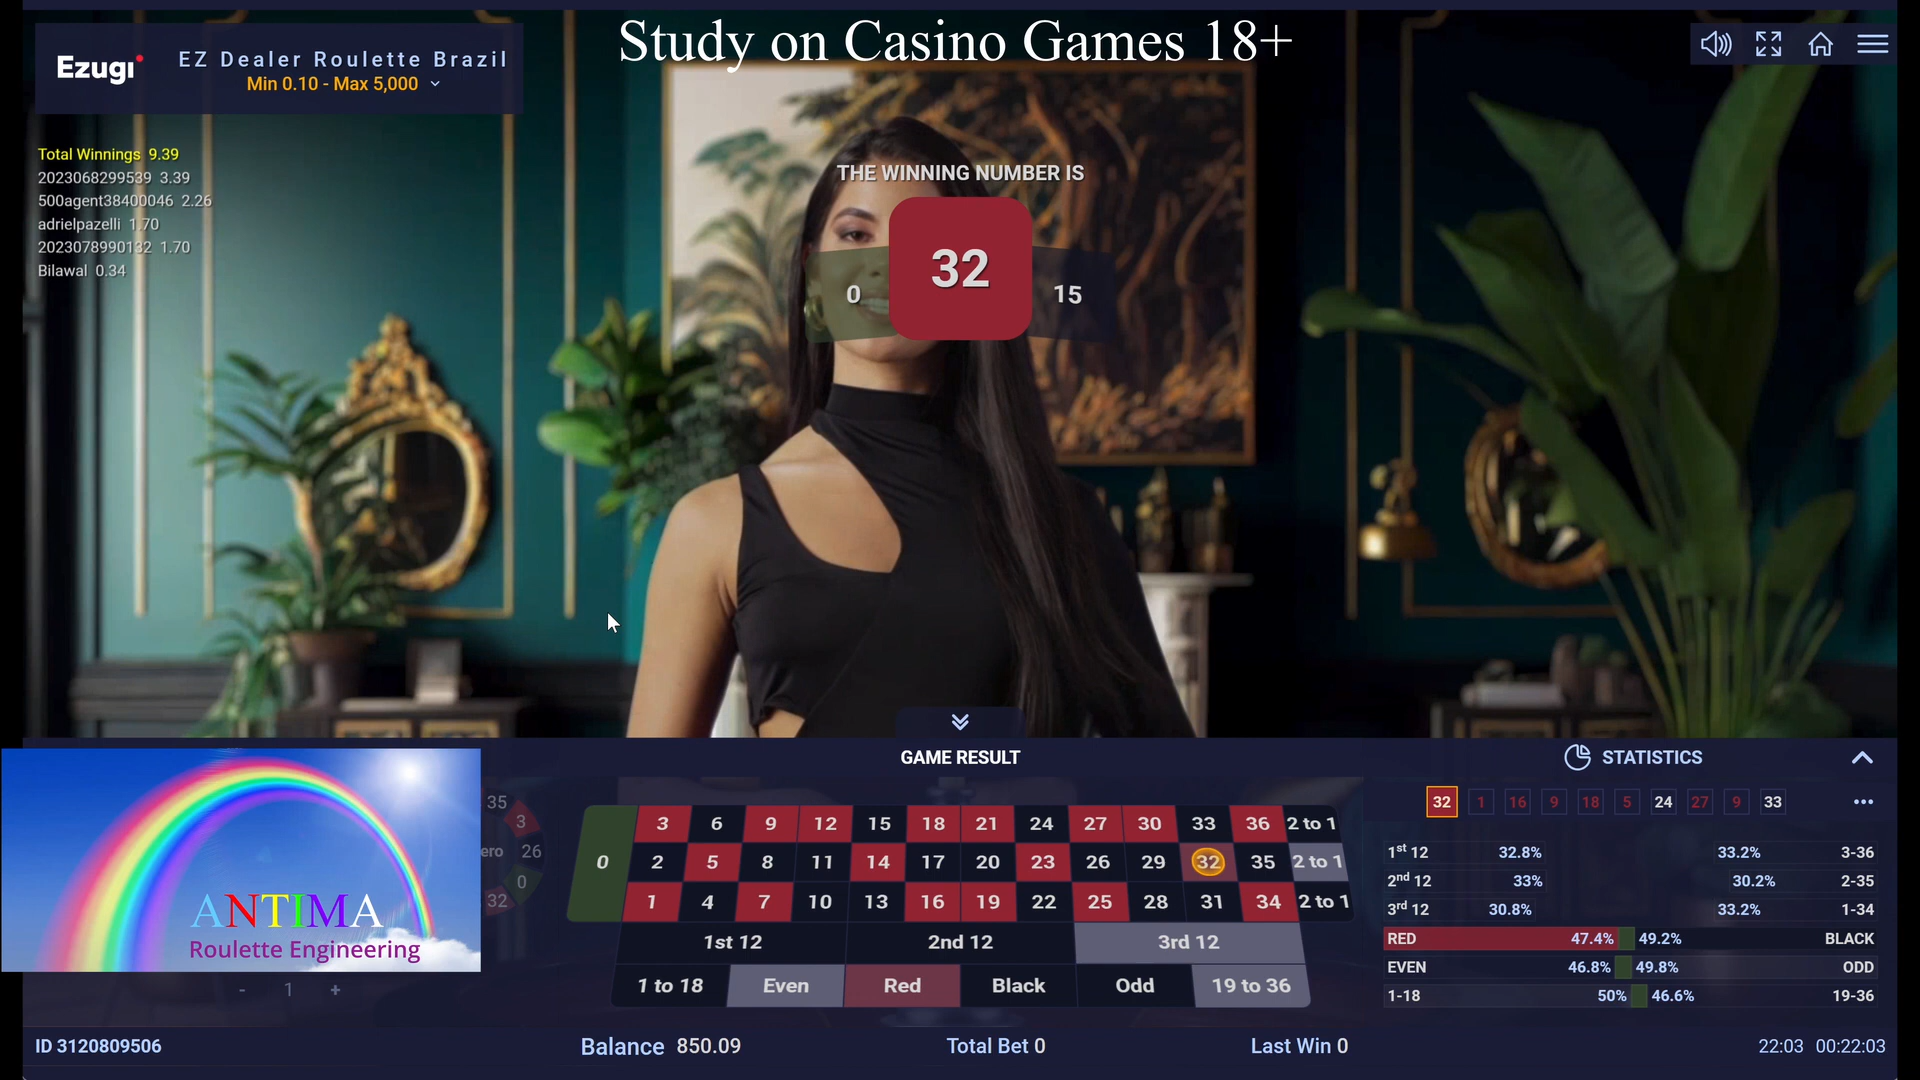 Study on Casino Games 18+
Ezugi
EZ Dealer Roulette Brazil
Min 0.10 - Max 5,000
Total Winnings 9.39
2023068299539 3.39
500agent38400046 2.26
adrielpazelli 1.70
2023078990132 1.70
Bilawal 0.34
THE WINNING NUMBER IS
0 32 15
GAME RESULT
STATISTICS
32 1 16 9 18 5 24 27 9 33
35
3
ero 26
0
32
3 6 9 12 15 18 21 24 27 30 33 36 2 to 1
0 2 5 8 11 14 17 20 23 26 29 32 35 2 to 1
1 4 7 10 13 16 19 22 25 28 31 34 2 to 1
1st 12 2nd 12 3rd 12
1 to 18 Even Red Black Odd 19 to 36
1st 12 32.8% 33.2% 3-36
2nd 12 33% 30.2% 2-35
3rd 12 30.8% 33.2% 1-34
RED 47.4% 49.2% BLACK
EVEN 46.8% 49.8% ODD
1-18 50% 46.6% 19-36
ANTIMA
Roulette Engineering
- 1 +
ID 3120809506
Balance 850.09
Total Bet 0
Last Win 0
22:03 00:22:03